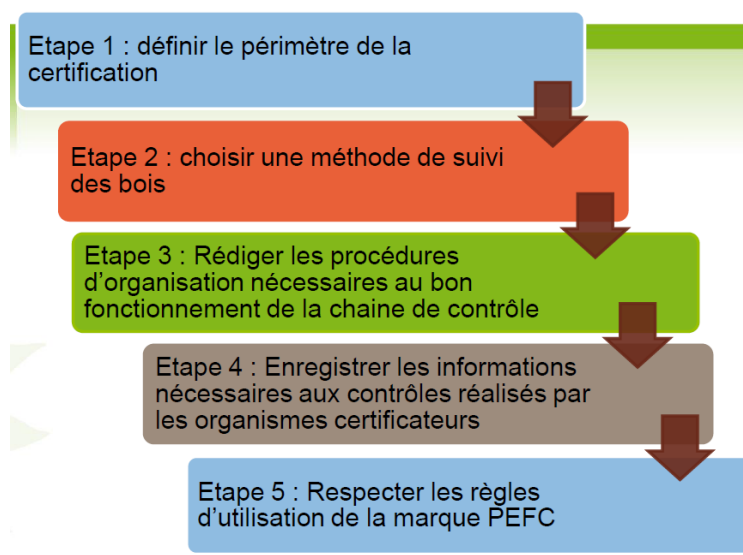 Etape 1 : définir le périmètre de la
certification
Etape 2 : choisir une méthode de suivi
des bois
Etape 3 : Rédiger les procédures
d'organisation nécessaires au bon
fonctionnement de la chaine de contrôle
Etape 4 : Enregistrer les informations
nécessaires aux contrôles réalisés par
les organismes certificateurs
Etape 5 : Respecter les règles
d'utilisation de la marque PEFC